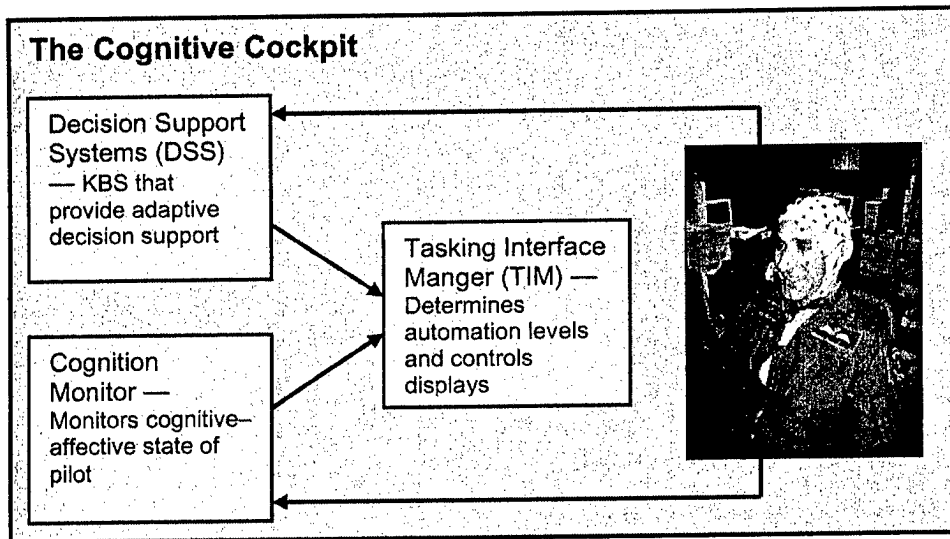 The Cognitive Cockpit
Decision Support
Systems (DSS)
— KBS that
provide adaptive
decision support
Tasking Interface
Manger (TIM) —
Determines
automation levels
and controls
displays
Cognition
Monitor —
Monitors cognitive–
affective state of
pilot